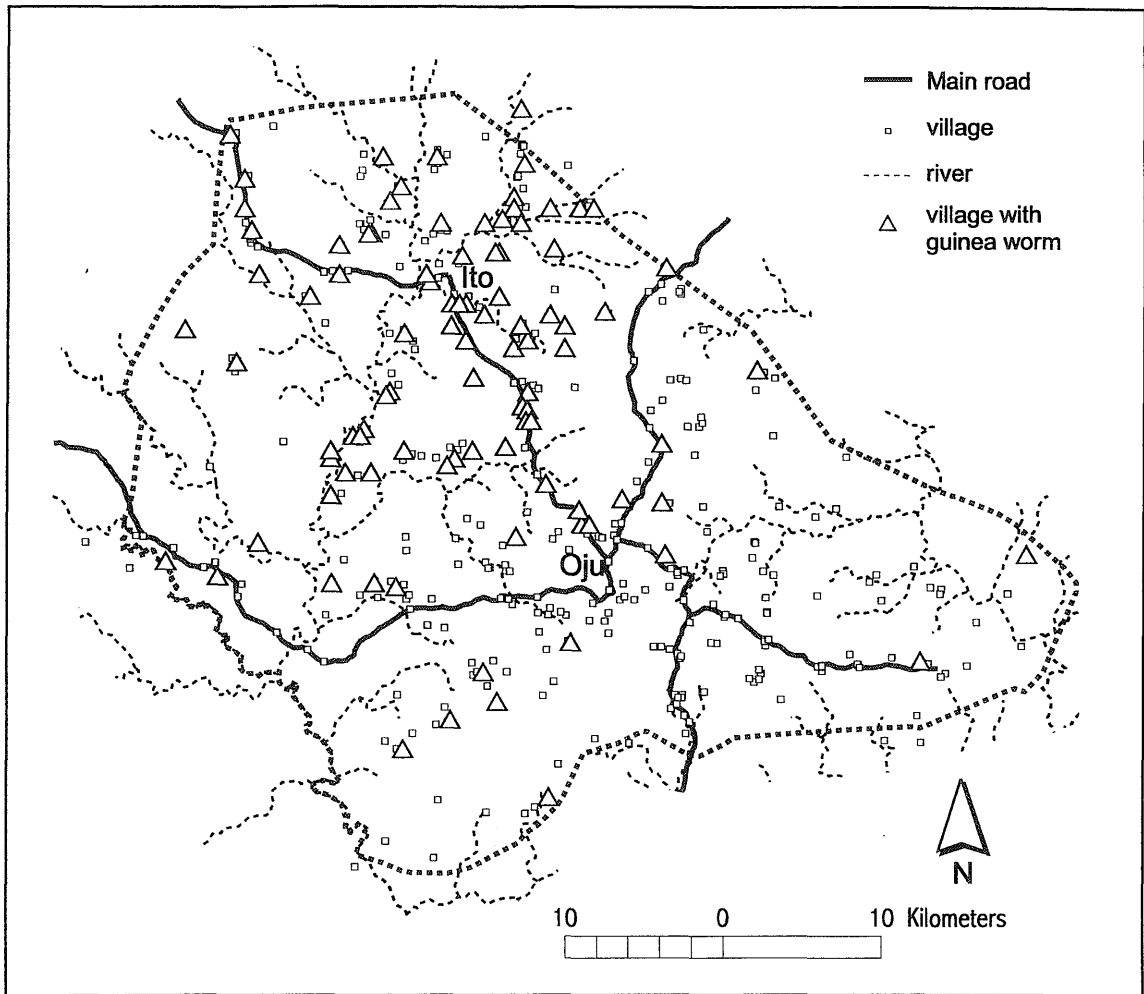 Main road
village
river
village with
guinea worm
Ito
Oju
N
10 0 10 Kilometers